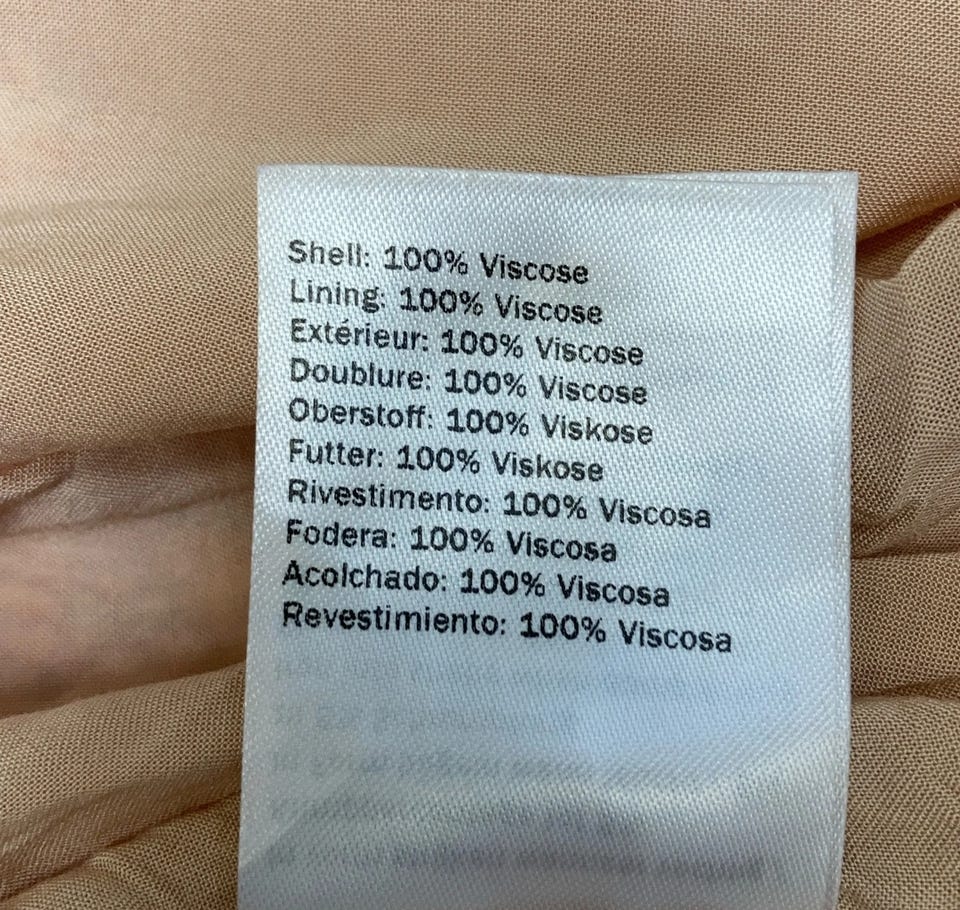 Shell: 100% Viscose
Lining: 100% Viscose
Extérieur: 100% Viscose
Doublure: 100% Viscose
Oberstoff: 100% Viskose
Futter: 100% Viskose
Rivestimento: 100% Viscosa
Fodera: 100% Viscosa
Acolchado: 100% Viscosa
Revestimiento: 100% Viscosa